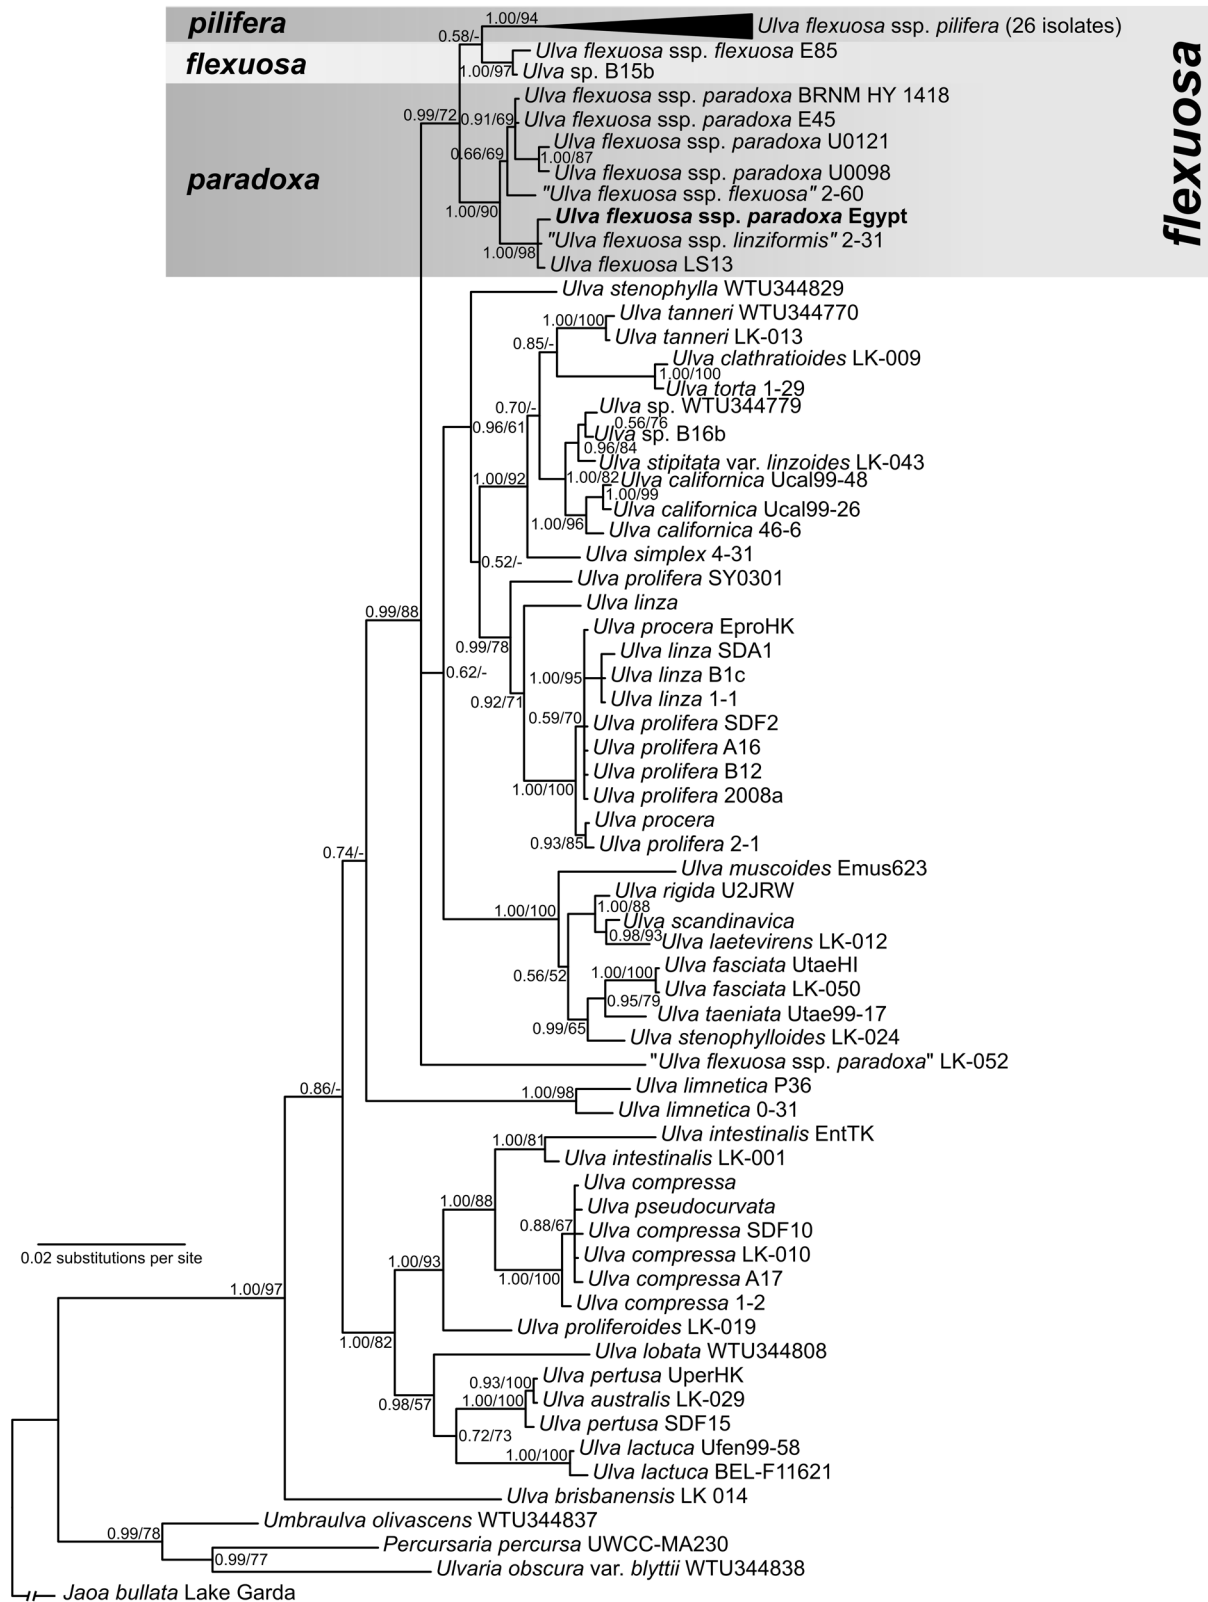 pilifera
1.00/94
Ulva flexuosa ssp. pilifera (26 isolates)
0.58/-
flexuosa
Ulva flexuosa ssp. flexuosa E85
1.00/97
Ulva sp. B15b
flexuosa
Ulva flexuosa ssp. paradoxa BRNM HY 1418
0.99/72
0.91/69
Ulva flexuosa ssp. paradoxa E45
Ulva flexuosa ssp. paradoxa U0121
0.66/69
1.00/87
paradoxa
Ulva flexuosa ssp. paradoxa U0098
"Ulva flexuosa ssp. flexuosa" 2-60
1.00/90
Ulva flexuosa ssp. paradoxa Egypt
"Ulva flexuosa ssp. linziformis" 2-31
1.00/98
Ulva flexuosa LS13
Ulva stenophylla WTU344829
Ulva tanneri WTU344770
1.00/100
Ulva tanneri LK-013
0.85/-
Ulva clathratioides LK-009
1.00/100
Ulva torta 1-29
0.70/-
Ulva sp. WTU344779
0.56/76
0.96/61
Ulva sp. B16b
0.96/84
Ulva stipitata var. linzoides LK-043
1.00/92
1.00/82
Ulva californica Ucal99-48
1.00/99
Ulva californica Ucal99-26
1.00/96
Ulva californica 46-6
Ulva simplex 4-31
0.52/-
Ulva prolifera SY0301
Ulva linza
0.99/88
Ulva procera EproHK
0.99/78
Ulva linza SDA1
0.62/-
1.00/95
Ulva linza B1c
0.92/71
Ulva linza 1-1
0.59/70
Ulva prolifera SDF2
Ulva prolifera A16
Ulva prolifera B12
1.00/100
Ulva prolifera 2008a
Ulva procera
0.93/85
Ulva prolifera 2-1
0.74/-
Ulva muscoides Emus623
Ulva rigida U2JRW
1.00/100
1.00/88
Ulva scandinavica
0.98/93
Ulva laetevirens LK-012
Ulva fasciata UtaeHI
0.56/52
1.00/100
Ulva fasciata LK-050
0.95/79
Ulva taeniata Utae99-17
0.99/65
Ulva stenophylloides LK-024
"Ulva flexuosa ssp. paradoxa" LK-052
0.86/-
Ulva limnetica P36
1.00/98
Ulva limnetica 0-31
Ulva intestinalis EntTK
1.00/81
Ulva intestinalis LK-001
Ulva compressa
1.00/88
Ulva pseudocurvata
0.88/67
Ulva compressa SDF10
0.02 substitutions per site
Ulva compressa LK-010
1.00/93
1.00/100
Ulva compressa A17
1.00/97
Ulva compressa 1-2
Ulva proliferoides LK-019
1.00/82
Ulva lobata WTU344808
Ulva pertusa UperHK
0.93/100
Ulva australis LK-029
0.98/57
1.00/100
Ulva pertusa SDF15
0.72/73
Ulva lactuca Ufen99-58
1.00/100
Ulva lactuca BEL-F11621
Ulva brisbanensis LK 014
Umbraulva olivascens WTU344837
0.99/78
Percursaria percursa UWCC-MA230
0.99/77
Ulvaria obscura var. blyttii WTU344838
Jaoa bullata Lake Garda